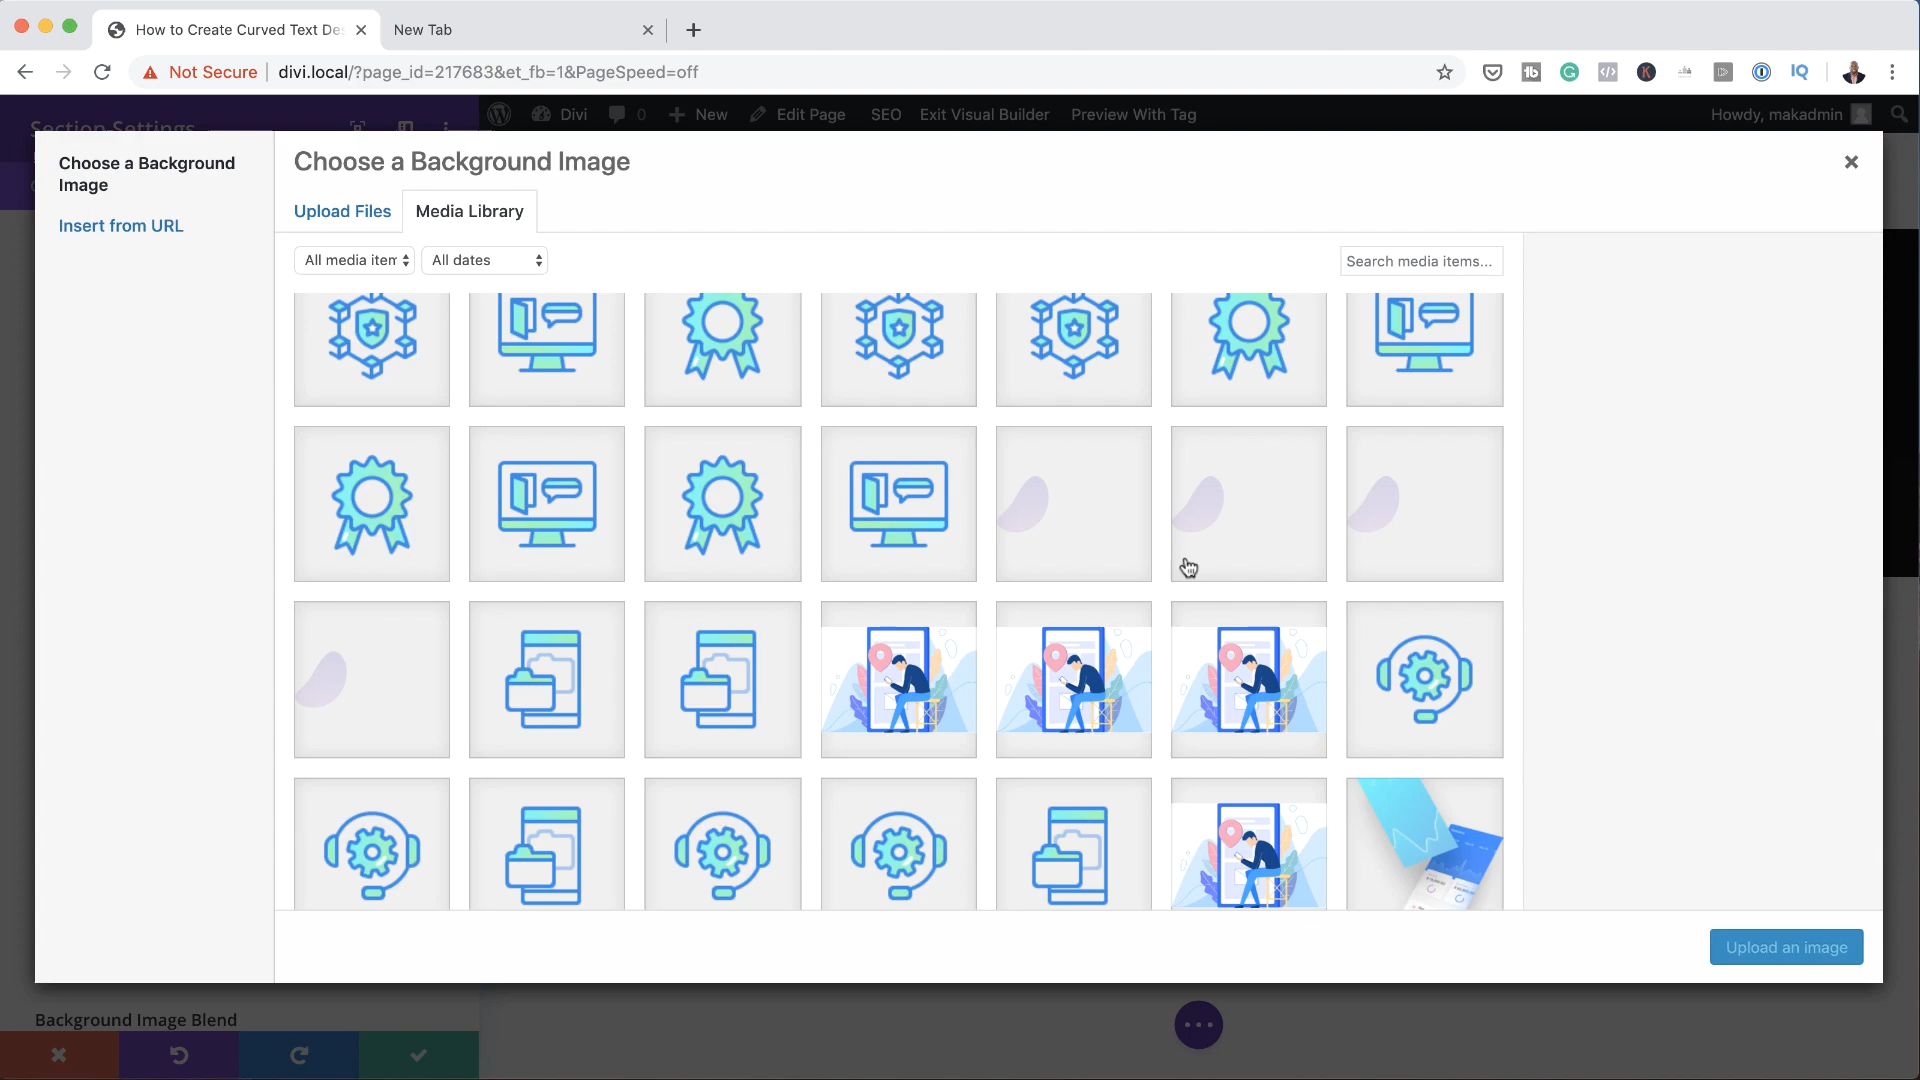 How to Create Curved Text De
New Tab
Not Secure
divi.local/?page_id=217683&et_fb=1&PageSpeed=off
Section Settings
Divi
0
New
Edit Page
SEO
Exit Visual Builder
Preview With Tag
Howdy, makadmin
Choose a Background
Image
Insert from URL
Choose a Background Image
Upload Files
Media Library
All media item
All dates
Search media items...
Upload an image
Background Image Blend